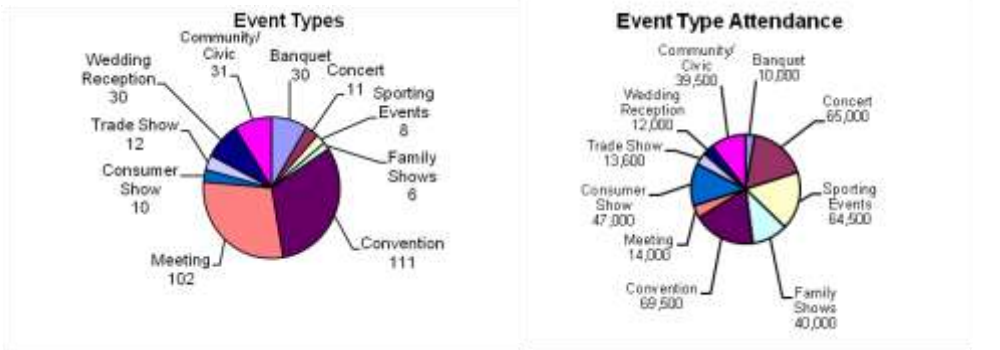 Event Types
Community/
Civic
31
Banquet
30
Concert
11
Sporting
Events
8
Family
Shows
6
Convention
111
Meeting
102
Consumer
Show
10
Trade Show
12
Wedding
Reception
30
Event Type Attendance
Community/
Civic
39,500
Banquet
10,000
Concert
65,000
Sporting
Events
64,500
Family
Shows
40,000
Convention
69,500
Meeting
14,000
Consumer
Show
47,000
Trade Show
13,600
Wedding
Reception
12,000